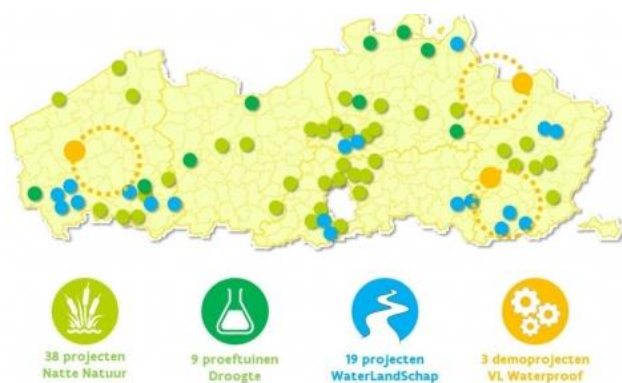 38 projecten
Natte Natuur
9 proeftuinen
Droogte
19 projecten
WaterLandSchap
3 demoprojecten
VL Waterproof